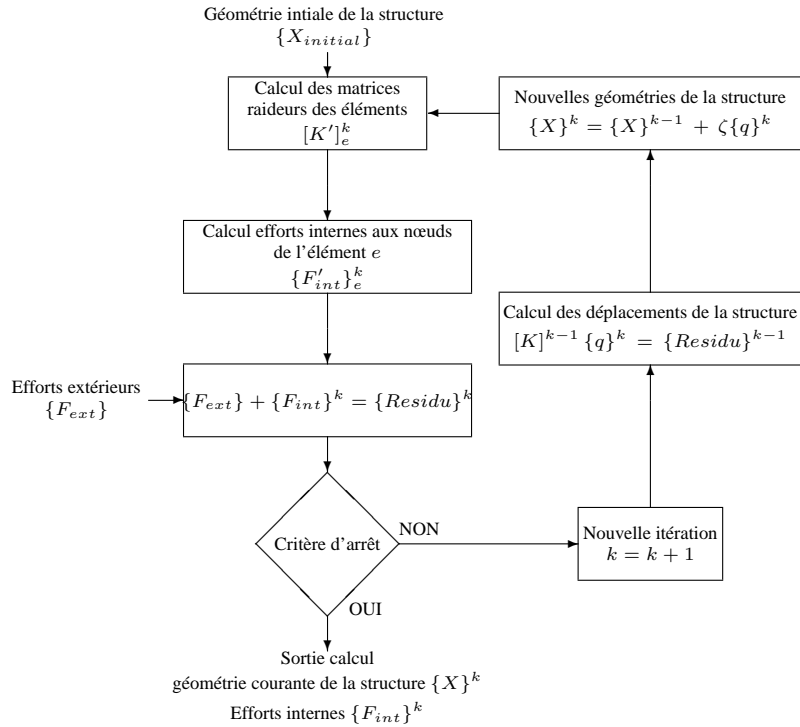 Géométrie intiale de la structure
{X_{initial}}
Calcul des matrices
raideurs des éléments
[K']_e^k
Nouvelles géométries de la structure
{X}^k = {X}^{k-1} + ζ{q}^k
Calcul efforts internes aux nœuds
de l'élément e
{F'_{int}}_e^k
Calcul des déplacements de la structure
[K]^{k-1} {q}^k = {Residu}^{k-1}
Efforts extérieurs
{F_{ext}}
{F_{ext}} + {F_{int}}^k = {Residu}^k
Critère d'arrêt
NON
Nouvelle itération
k = k + 1
OUI
Sortie calcul
géométrie courante de la structure {X}^k
Efforts internes {F_{int}}^k